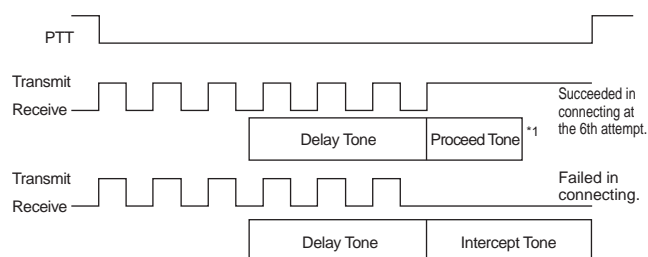 PTT
Transmit
Receive
Succeeded in
connecting at
the 6th attempt.
Delay Tone
Proceed Tone
*1
Transmit
Receive
Failed in
connecting.
Delay Tone
Intercept Tone